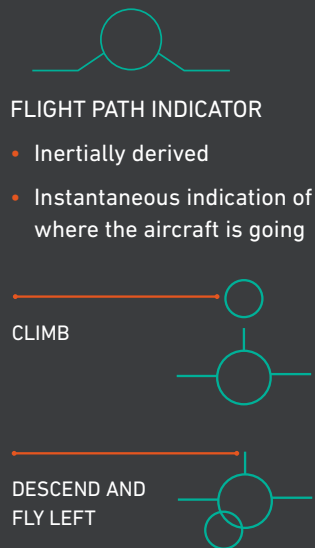 FLIGHT PATH INDICATOR
• Inertially derived
• Instantaneous indication of
where the aircraft is going
CLIMB
DESCEND AND
FLY LEFT